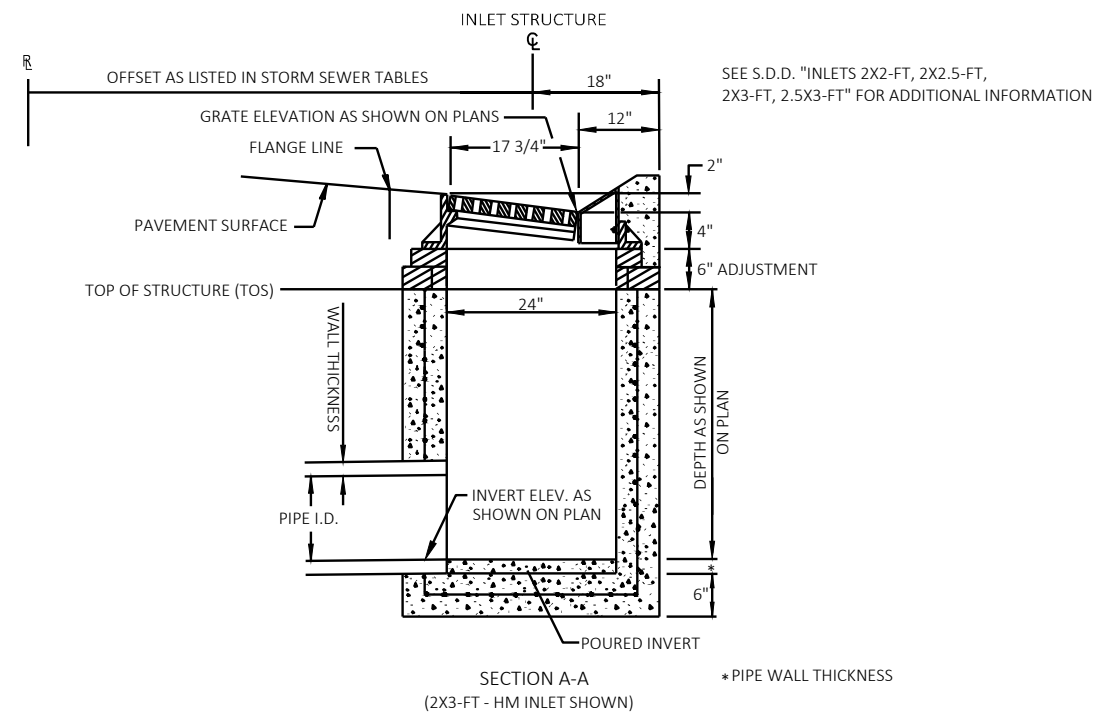 INLET STRUCTURE
℄
RL
OFFSET AS LISTED IN STORM SEWER TABLES
18"
SEE S.D.D. "INLETS 2X2-FT, 2X2.5-FT,
2X3-FT, 2.5X3-FT" FOR ADDITIONAL INFORMATION
GRATE ELEVATION AS SHOWN ON PLANS
12"
FLANGE LINE
17 3/4"
2"
PAVEMENT SURFACE
4"
6" ADJUSTMENT
TOP OF STRUCTURE (TOS)
24"
WALL THICKNESS
DEPTH AS SHOWN
ON PLAN
INVERT ELEV. AS
SHOWN ON PLAN
PIPE I.D.
*
6"
POURED INVERT
SECTION A-A
(2X3-FT - HM INLET SHOWN)
*PIPE WALL THICKNESS